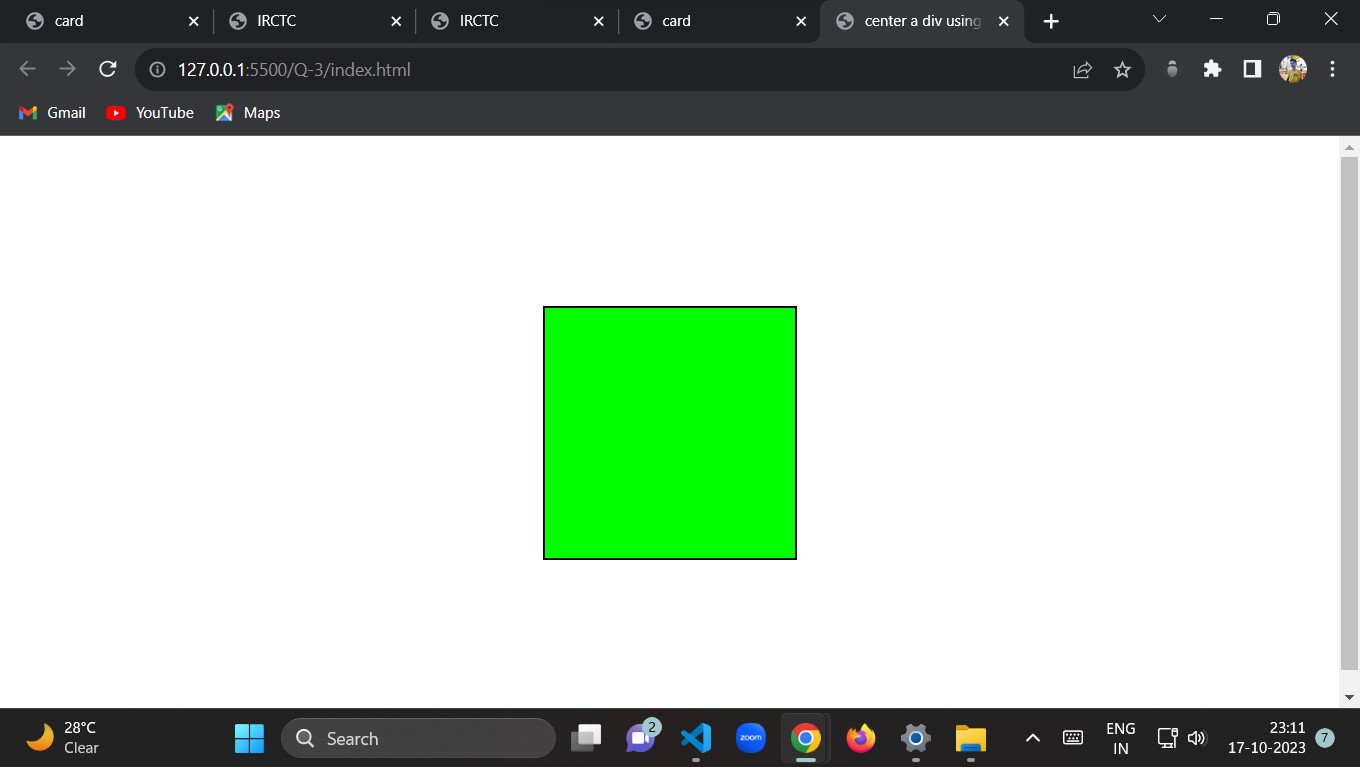 card
IRCTC
IRCTC
card
center a div using
127.0.0.1:5500/Q-3/index.html
Gmail
YouTube
Maps
28°C
Clear
Search
2
zoom
ENG
IN
23:11
17-10-2023
7